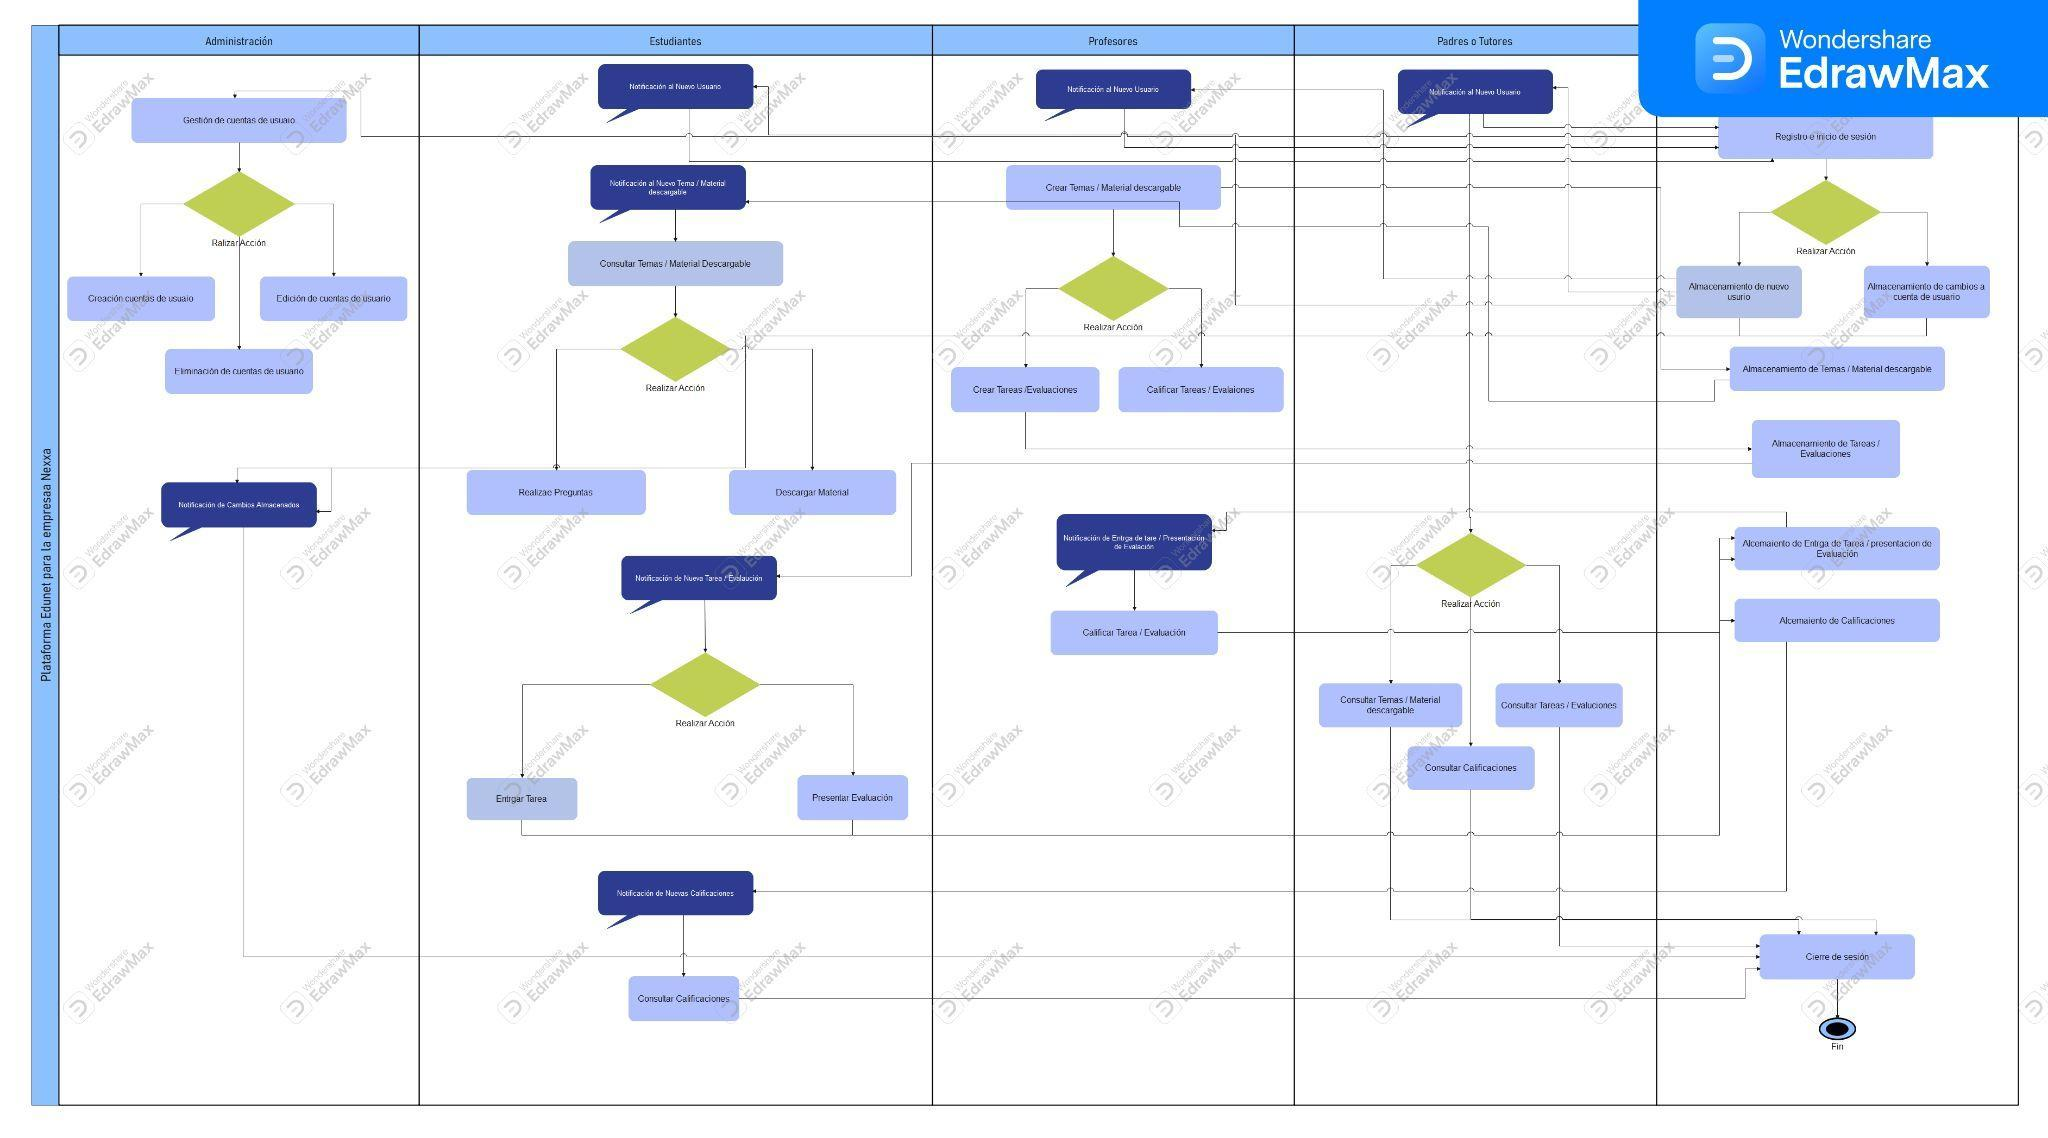 Wondershare
EdrawMax
Plataforma Edunet para la empresaa Nexxa
Administración
Estudiantes
Profesores
Padres o Tutores
Gestión de cuentas de usuaio
Ralizar Acción
Creación cuentas de usuaio
Edición de cuentas de usuario
Eliminación de cuentas de usuario
Notificación de Cambios Almacenados
Notificación al Nuevo Usuario
Notificación al Nuevo Tema / Material
descargable
Consultar Temas / Material Descargable
Realizar Acción
Realizae Preguntas
Descargar Material
Notificación de Nueva Tarea / Evalaución
Realizar Acción
Entrgar Tarea
Presentar Evaluación
Notificación de Nuevas Calificaciones
Consultar Calificaciones
Notificación al Nuevo Usuario
Crear Temas / Material descargable
Realizar Acción
Crear Tareas /Evaluaciones
Calificar Tareas / Evalaiones
Notificación de Entrga de tare / Presentación
de Evalación
Calificar Tarea / Evaluación
Notificación al Nuevo Usuario
Realizar Acción
Consultar Temas / Material
descargable
Consultar Tareas / Evaluciones
Consultar Calificaciones
Registro e inicio de sesión
Realizar Acción
Almacenamiento de nuevo
usurio
Almacenamiento de cambios a
cuenta de usuario
Almacenamiento de Temas / Material descargable
Almacenamiento de Tareas /
Evaluaciones
Alcemaiento de Entrga de Tarea / presentacion de
Evaluación
Alcemaiento de Calificaciones
Cierre de sesión
Fin